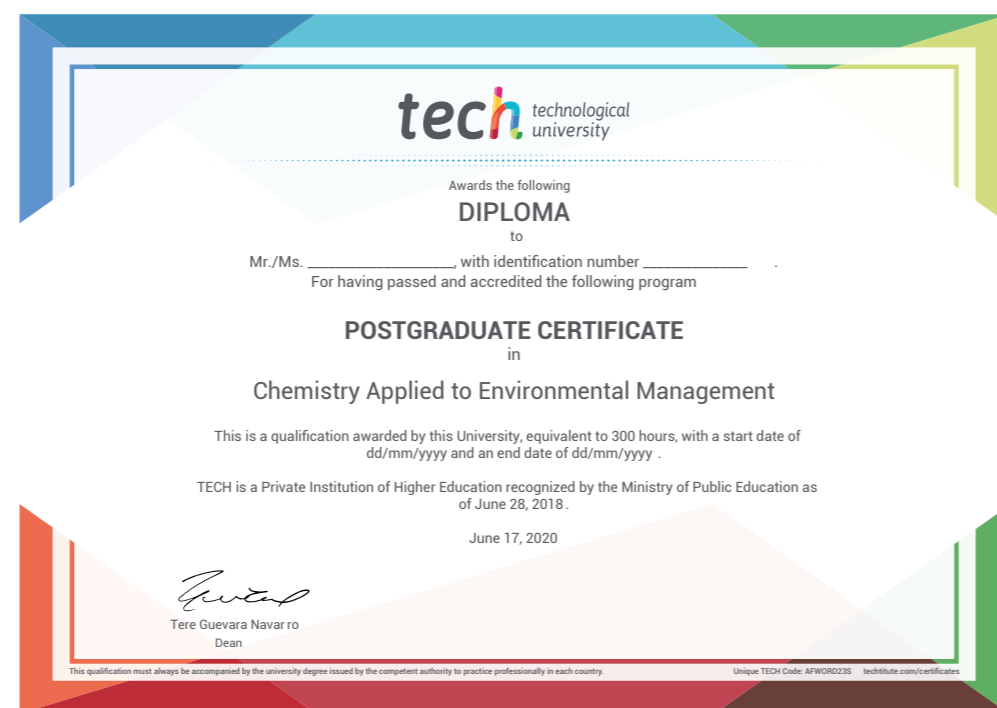 tech technological
university
Awards the following
DIPLOMA
to
Mr./Ms. ____________________, with identification number ______________ .
For having passed and accredited the following program
POSTGRADUATE CERTIFICATE
in
Chemistry Applied to Environmental Management
This is a qualification awarded by this University, equivalent to 300 hours, with a start date of
dd/mm/yyyy and an end date of dd/mm/yyyy .
TECH is a Private Institution of Higher Education recognized by the Ministry of Public Education as
of June 28, 2018.
June 17, 2020
Tere Guevara Navarro
Dean
This qualification must always be accompanied by the university degree issued by the competent authority to practice professionally in each country. Unique TECH Code: AFWORD23S techtitute.com/certificates